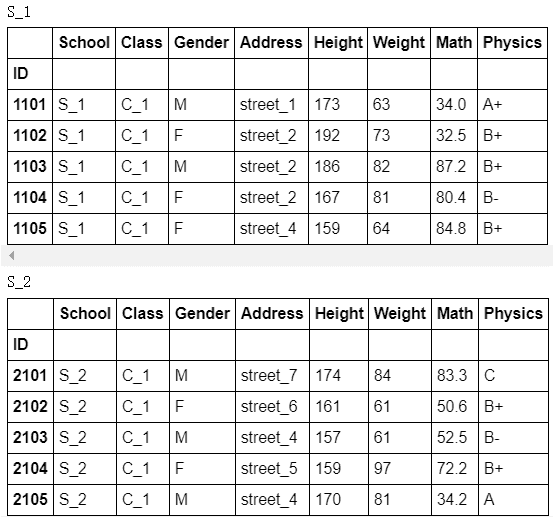 S_1
School Class Gender Address Height Weight Math Physics
ID
1101 S_1 C_1 M street_1 173 63 34.0 A+
1102 S_1 C_1 F street_2 192 73 32.5 B+
1103 S_1 C_1 M street_2 186 82 87.2 B+
1104 S_1 C_1 F street_2 167 81 80.4 B-
1105 S_1 C_1 F street_4 159 64 84.8 B+
S_2
School Class Gender Address Height Weight Math Physics
ID
2101 S_2 C_1 M street_7 174 84 83.3 C
2102 S_2 C_1 F street_6 161 61 50.6 B+
2103 S_2 C_1 M street_4 157 61 52.5 B-
2104 S_2 C_1 F street_5 159 97 72.2 B+
2105 S_2 C_1 M street_4 170 81 34.2 A